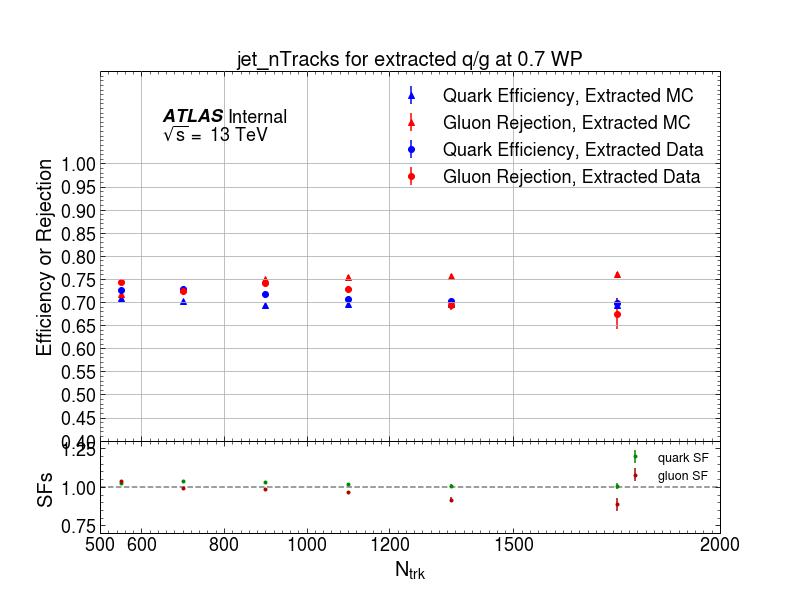 jet_nTracks for extracted q/g at 0.7 WP
ATLAS Internal
√s = 13 TeV
Quark Efficiency, Extracted MC
Gluon Rejection, Extracted MC
Quark Efficiency, Extracted Data
Gluon Rejection, Extracted Data
Efficiency or Rejection
1.00
0.95
0.90
0.85
0.80
0.75
0.70
0.65
0.60
0.55
0.50
0.45
0.40
1.25
1.00
0.75
SFs
quark SF
gluon SF
500 600 800 1000 1200 1500 2000
Ntrk